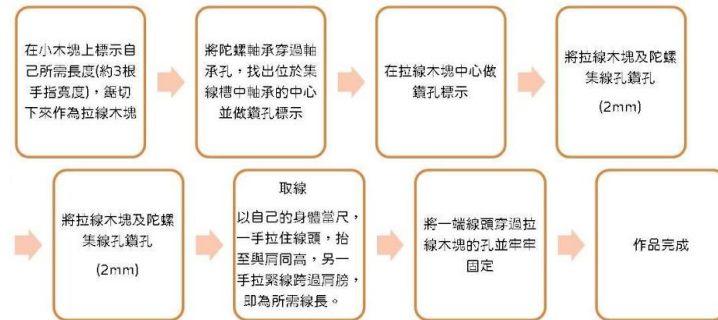 在小木塊上標示自
己所需長度(約3根
手指寬度)，鋸切
下來作為拉線木塊
將陀螺軸承穿過軸
承孔，找出位於集
線槽中軸承的中心
並做鑽孔標示
在拉線木塊中心做
鑽孔標示
將拉線木塊及陀螺
集線孔鑽孔
(2mm)
將拉線木塊及陀螺
集線孔鑽孔
(2mm)
取線
以自己的身體當尺，
一手拉住線頭，抬
至與肩同高，另一
手拉緊線跨過肩膀，
即為所需線長。
將一端線頭穿過拉
線木塊的孔並牢牢
固定
作品完成